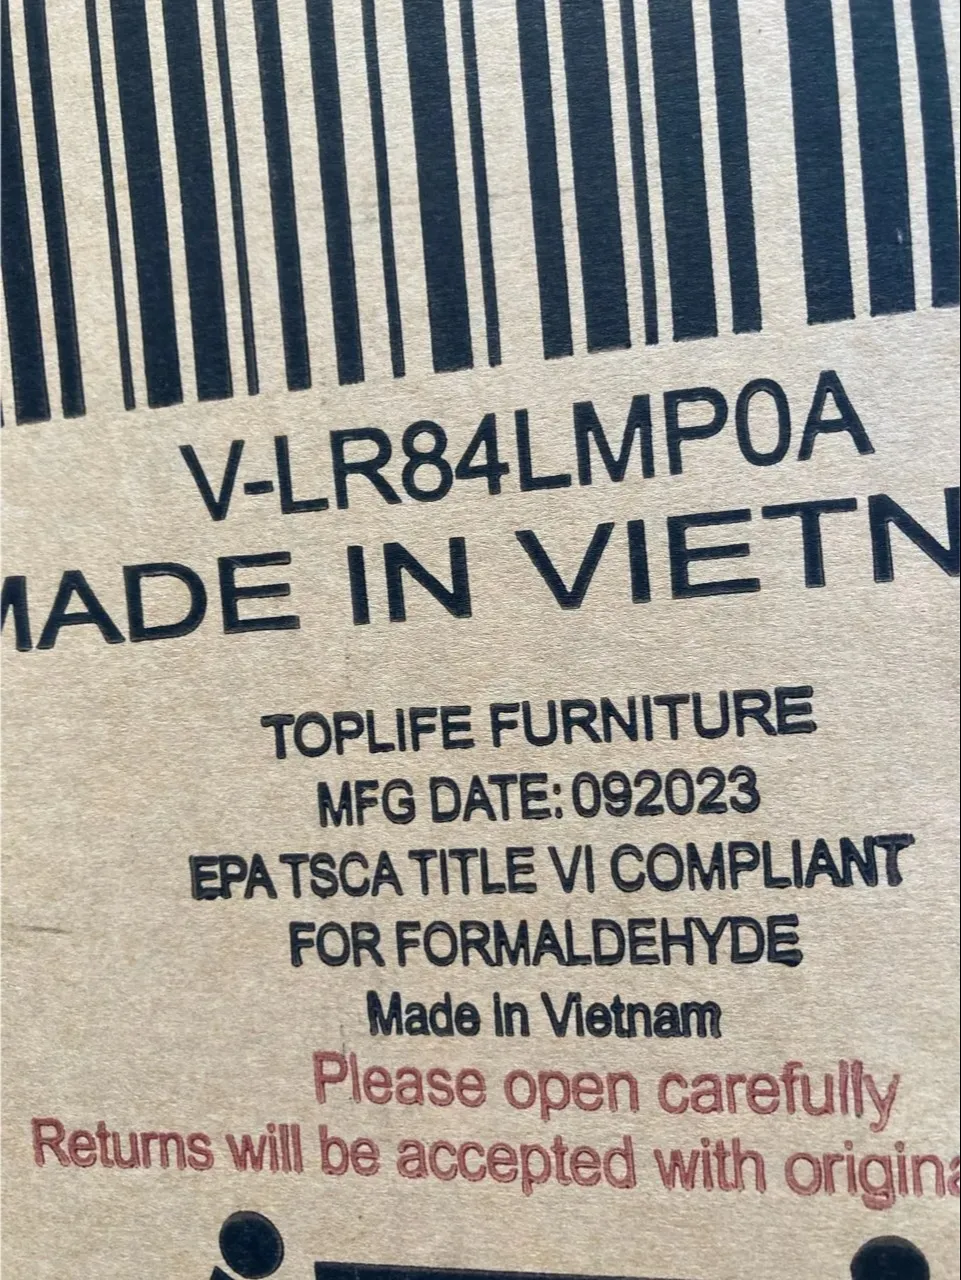 V-LR84LMP0A
MADE IN VIETN
TOPLIFE FURNITURE
MFG DATE: 092023
EPA TSCA TITLE VI COMPLIANT
FOR FORMALDEHYDE
Made in Vietnam
Please open carefully
Returns will be accepted with origina